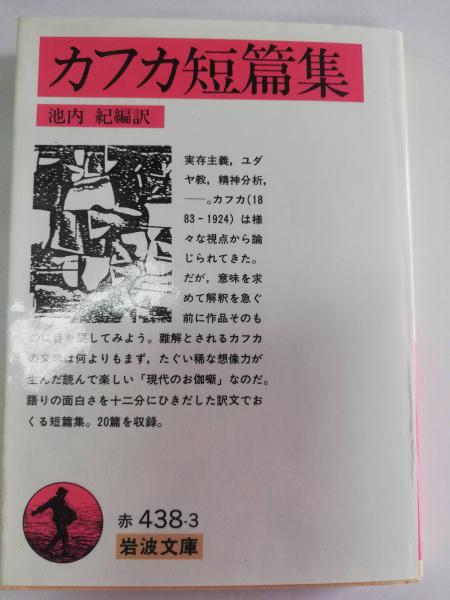 カフカ短篇集
池内 紀編訳
実存主義，ユダ
ヤ教，精神分析，
――。カフカ(18
83-1924)は様
々な視点から論
じられてきた。
だが，意味を求
めて解釈を急ぐ
前に作品そのも
のに目を してみよう。難解とされるカフカ
の文学は何よりもまず，たぐい稀な想像力が
生んだ読んで楽しい「現代のお伽噺」なのだ。
語りの面白さを十二分にひきだした訳文でお
くる短篇集。20篇を収録。
赤 438-3
岩波文庫